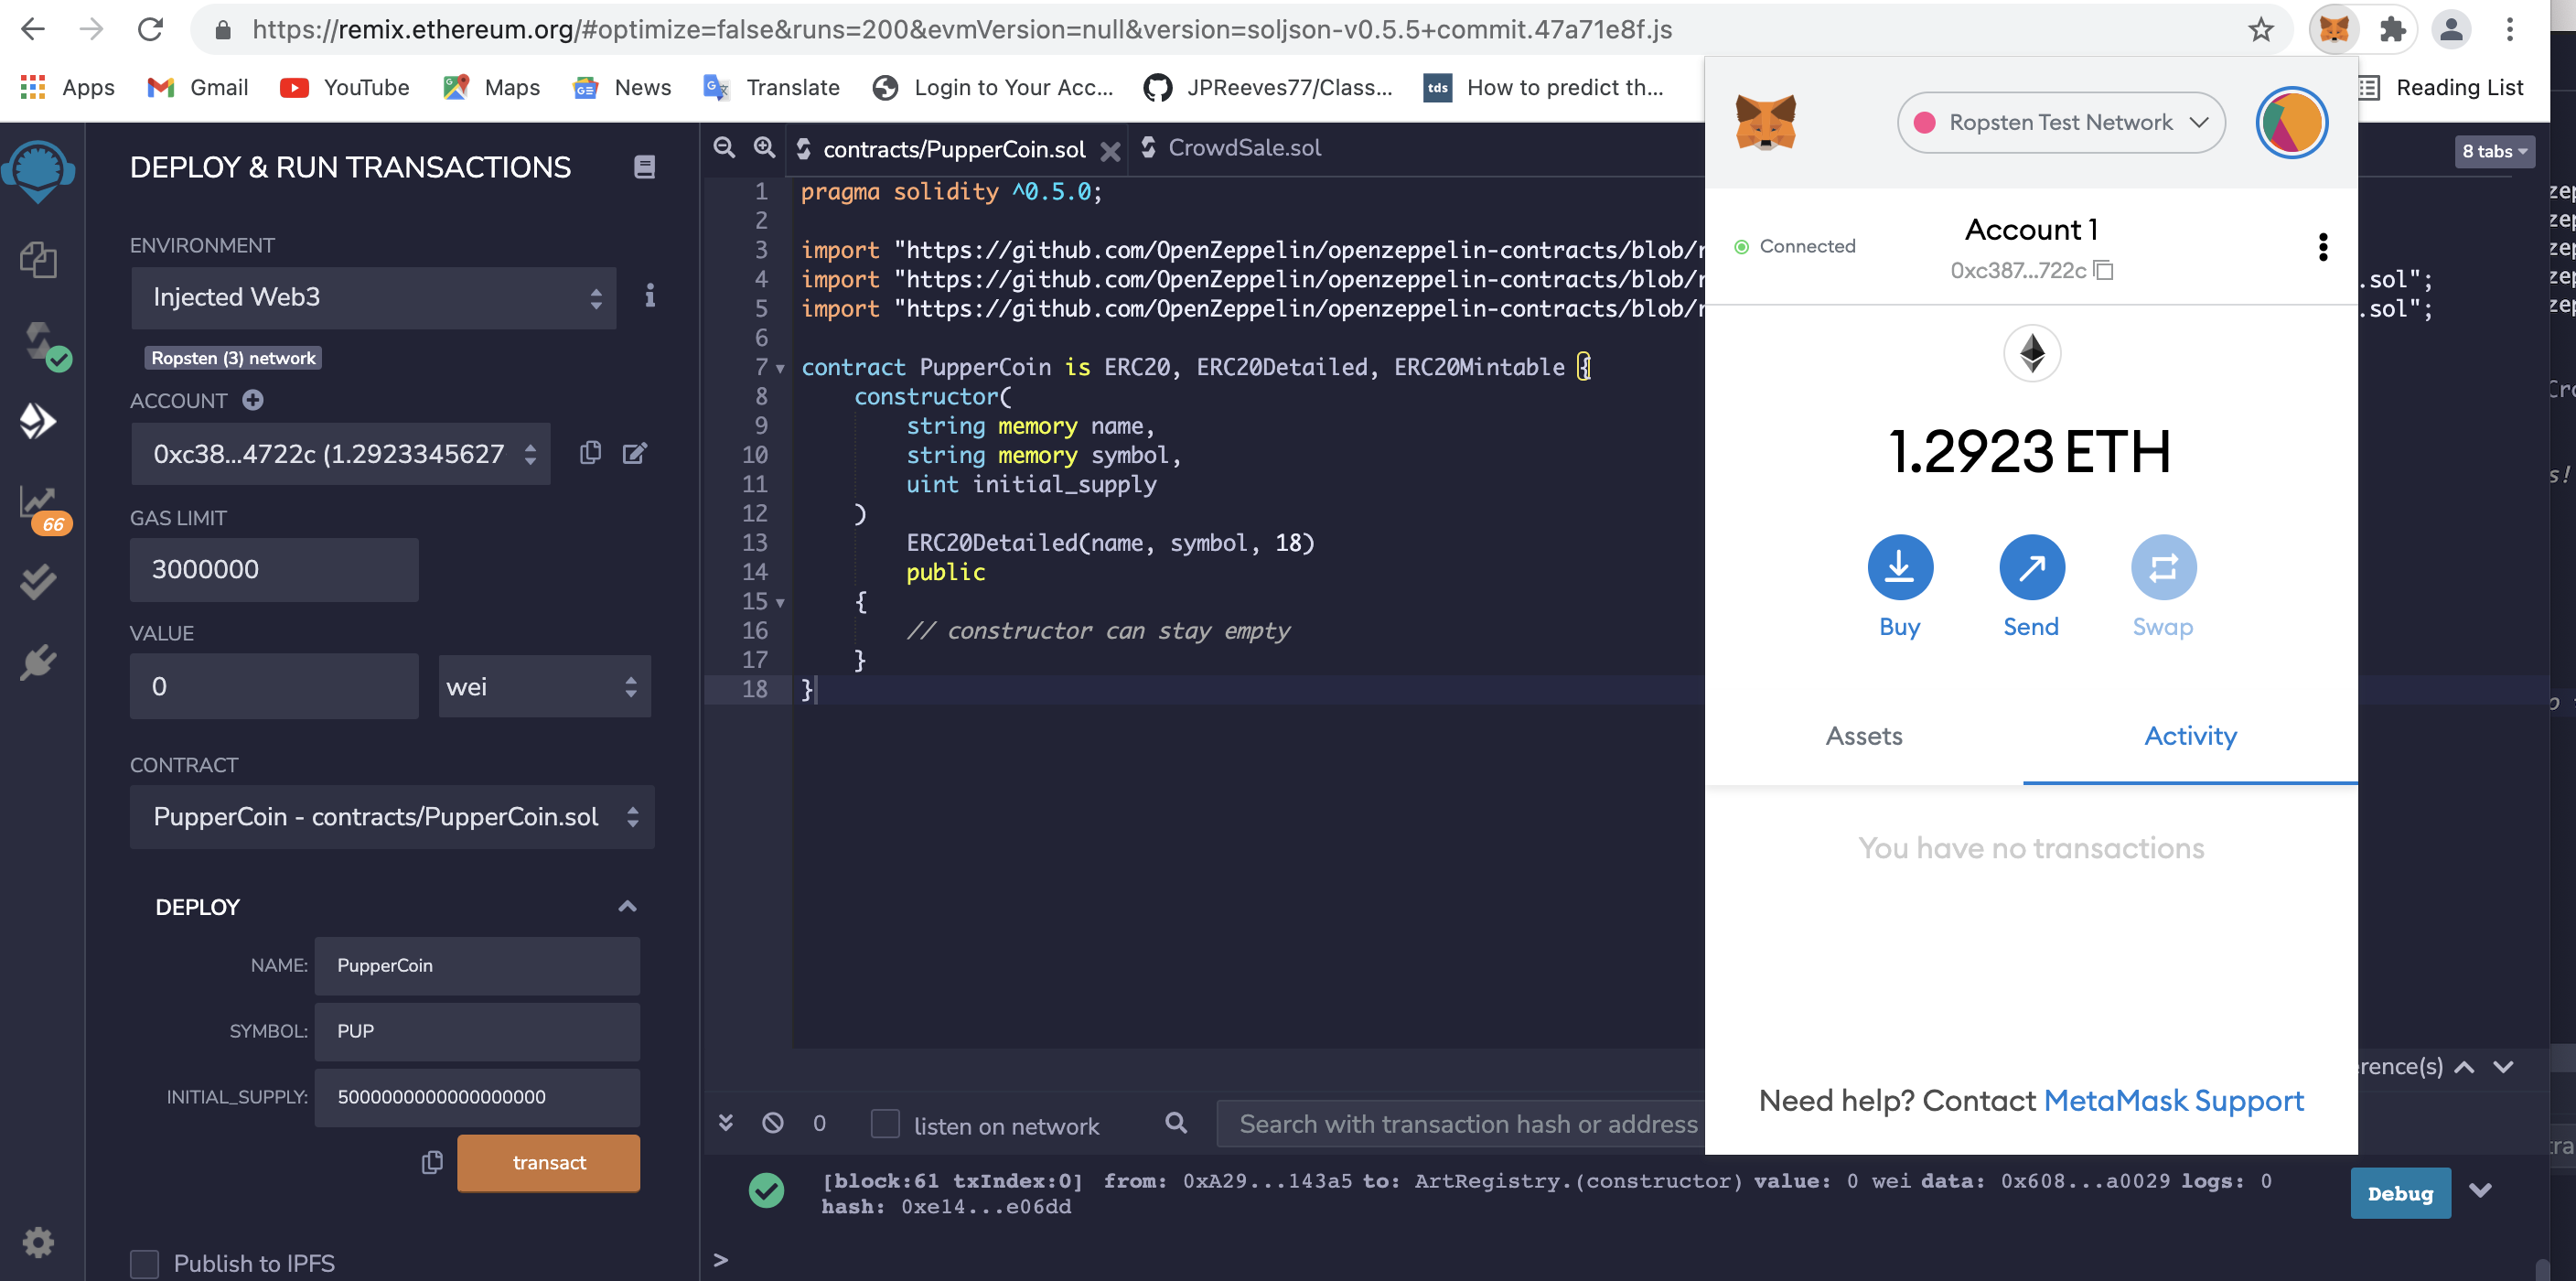 https://remix.ethereum.org/#optimize=false&runs=200&evmVersion=null&version=soljson-v0.5.5+commit.47a71e8f.js
Apps Gmail YouTube Maps News Translate Login to Your Acc... JPReeves77/Class... How to predict th... Reading List
DEPLOY & RUN TRANSACTIONS
ENVIRONMENT
Injected Web3
Ropsten (3) network
ACCOUNT
0xc38...4722c (1.2923345627
GAS LIMIT
3000000
VALUE
0 wei
CONTRACT
PupperCoin - contracts/PupperCoin.sol
DEPLOY
NAME: PupperCoin
SYMBOL: PUP
INITIAL_SUPPLY: 5000000000000000000
transact
Publish to IPFS
66
contracts/PupperCoin.sol CrowdSale.sol
8 tabs
1 pragma solidity ^0.5.0;
2
3 import "https://github.com/OpenZeppelin/openzeppelin-contracts/blob/
4 import "https://github.com/OpenZeppelin/openzeppelin-contracts/blob/ .sol";
5 import "https://github.com/OpenZeppelin/openzeppelin-contracts/blob/ .sol";
6
7 contract PupperCoin is ERC20, ERC20Detailed, ERC20Mintable {
8 constructor(
9 string memory name,
10 string memory symbol,
11 uint initial_supply
12 )
13 ERC20Detailed(name, symbol, 18)
14 public
15 {
16 // constructor can stay empty
17 }
18 }
Ropsten Test Network
Connected
Account 1
0xc387...722c
1.2923 ETH
Buy Send Swap
Assets Activity
You have no transactions
Need help? Contact MetaMask Support
rence(s)
0 listen on network Search with transaction hash or address
[block:61 txIndex:0] from: 0xA29...143a5 to: ArtRegistry.(constructor) value: 0 wei data: 0x608...a0029 logs: 0
hash: 0xe14...e06dd
Debug
>